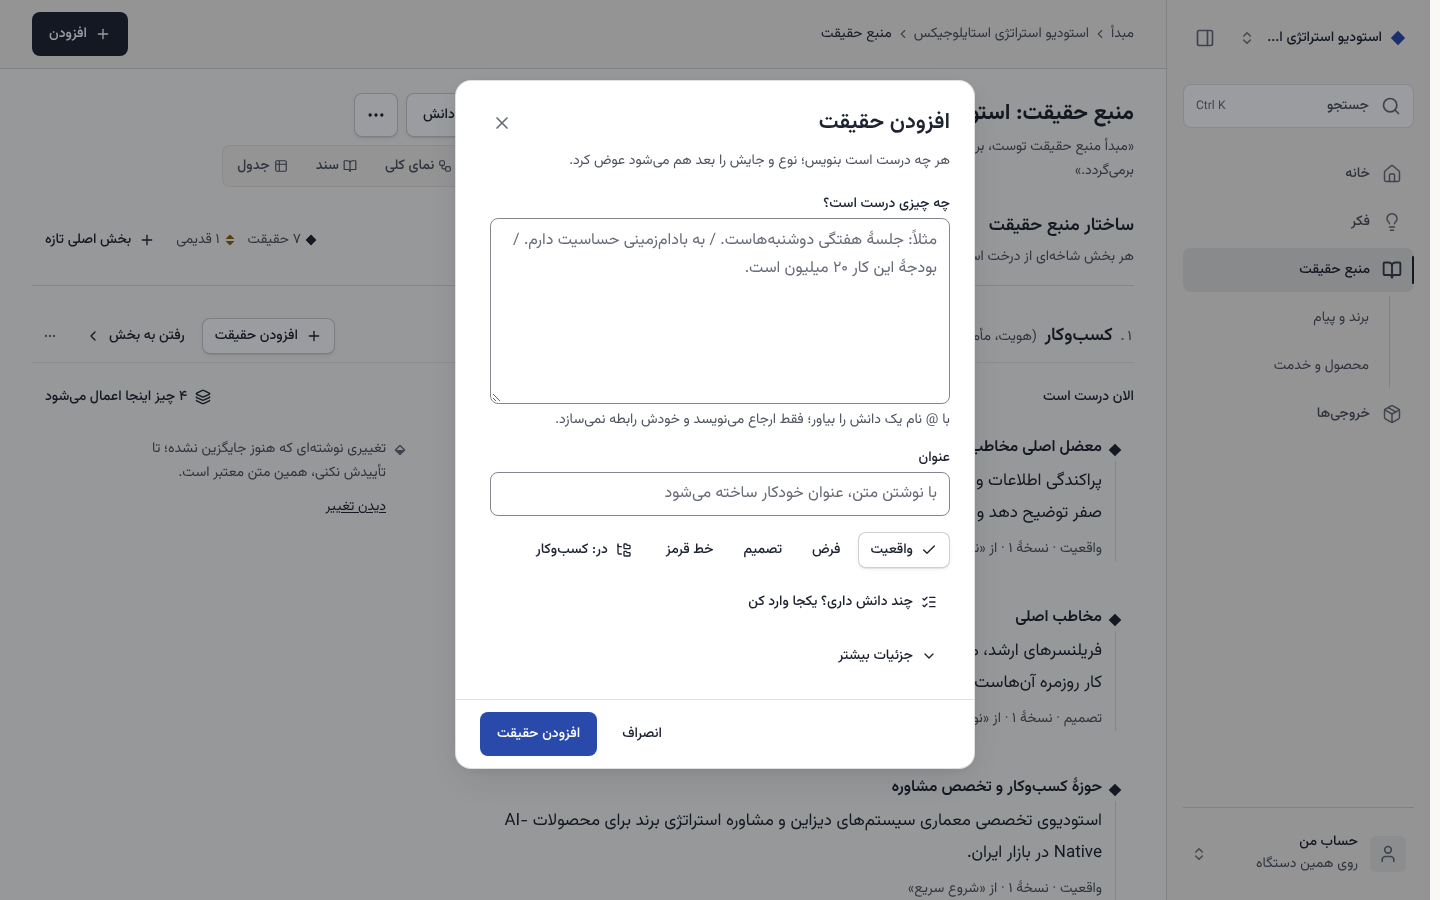 استودیو استراتژی ا...
جستجو
Ctrl K
خانه
فکر
منبع حقیقت
برند و پیام
محصول و خدمت
خروجی‌ها
حساب من
روی همین دستگاه
مبدأ › استودیو استراتژی استایلوجیکس › منبع حقیقت
افزودن
منبع حقیقت: استو
دانش
«مبدأ منبع حقیقت توست، بر
برمی‌گردد.»
نمای کلی
سند
جدول
ساختار منبع حقیقت
۷ حقیقت
۱ قدیمی
بخش اصلی تازه
هر بخش شاخه‌ای از درخت اس
۱. کسب‌وکار (هویت، مأم
افزودن حقیقت
رفتن به بخش
الان درست است
۴ چیز اینجا اعمال می‌شود
معضل اصلی مخاطب
پراکندگی اطلاعات و
صفر توضیح دهد و
واقعیت · نسخهٔ ۱ · از «ن
تغییری نوشته‌ای که هنوز جایگزین نشده؛ تا
تأییدش نکنی، همین متن معتبر است.
دیدن تغییر
مخاطب اصلی
فریلنسرهای ارشد، م
کار روزمره آن‌هاست
تصمیم · نسخهٔ ۱ · از «نو
حوزهٔ کسب‌وکار و تخصص مشاوره
استودیوی تخصصی معماری سیستم‌های دیزاین و مشاوره استراتژی برند برای محصولات AI-
Native در بازار ایران.
واقعیت · نسخهٔ ۱ · از «شروع سریع»
افزودن حقیقت
هر چه درست است بنویس؛ نوع و جایش را بعد هم می‌شود عوض کرد.
چه چیزی درست است؟
مثلاً: جلسهٔ هفتگی دوشنبه‌هاست. / به بادام‌زمینی حساسیت دارم. /
بودجهٔ این کار ۲۰ میلیون است.
با @ نام یک دانش را بیاور؛ فقط ارجاع می‌نویسد و خودش رابطه نمی‌سازد.
عنوان
با نوشتن متن، عنوان خودکار ساخته می‌شود
واقعیت
فرض
تصمیم
خط قرمز
در: کسب‌وکار
چند دانش داری؟ یکجا وارد کن
جزئیات بیشتر
انصراف
افزودن حقیقت